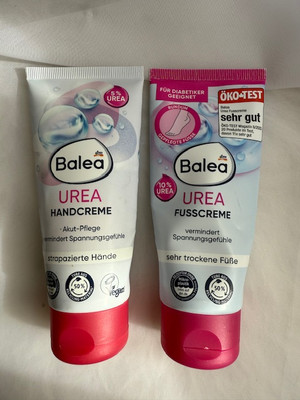 5%
UREA
Balea
UREA
HANDCREME
Akut-Pflege
vermindert Spannungsgefühle
strapazierte Hände
50%
Vegan
FÜR DIABETIKER
GEEIGNET
ÖKO-TEST
sehr gut
Balea
10%
UREA
UREA
FUSSCREME
vermindert
Spannungsgefühle
sehr trockene Füße
50%